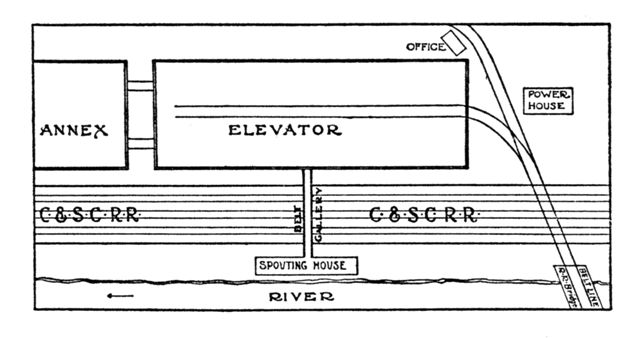 OFFICE
POWER
HOUSE
ANNEX
ELEVATOR
C.&.S.C.R.R.
BELT
GALLERY
C.&.S.C.R.R.
SPOUTING HOUSE
R.R. Bridge
BELT LINE
RIVER